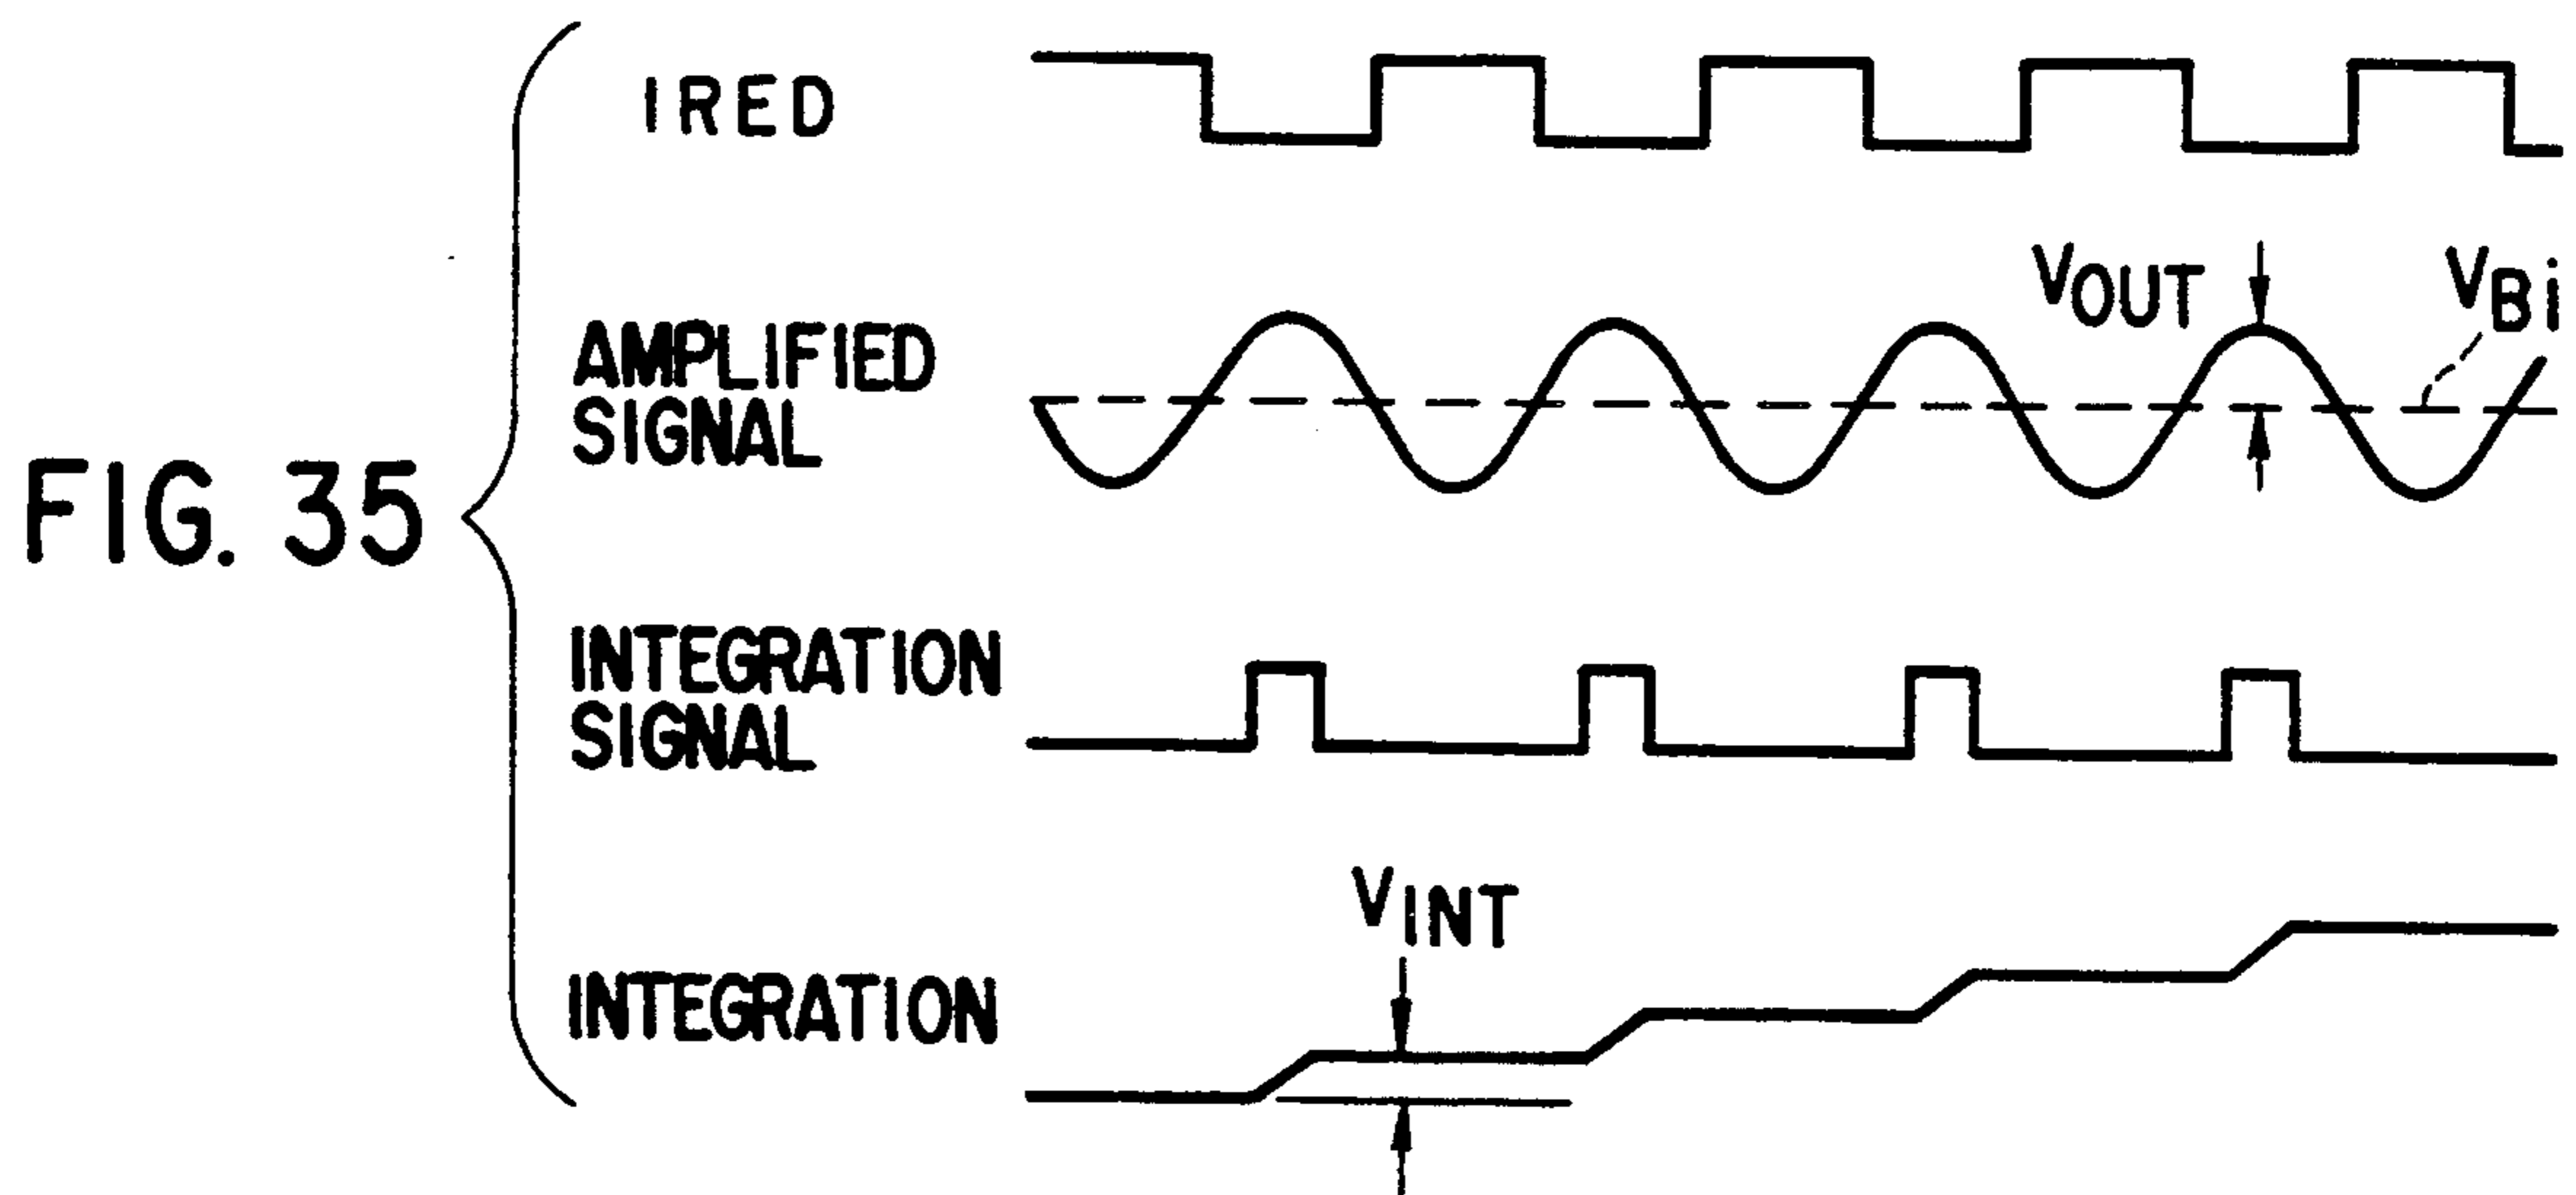 FIG. 35
IRED
AMPLIFIED
SIGNAL
VOUT
VBi
INTEGRATION
SIGNAL
VINT
INTEGRATION